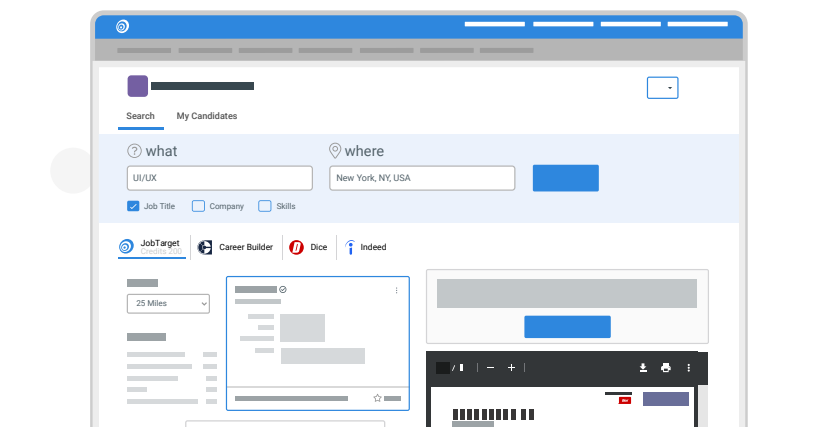 Search My Candidates
what where
UI/UX New York, NY, USA
Job Title Company Skills
JobTarget Career Builder Dice Indeed
Credits 200
25 Miles
/